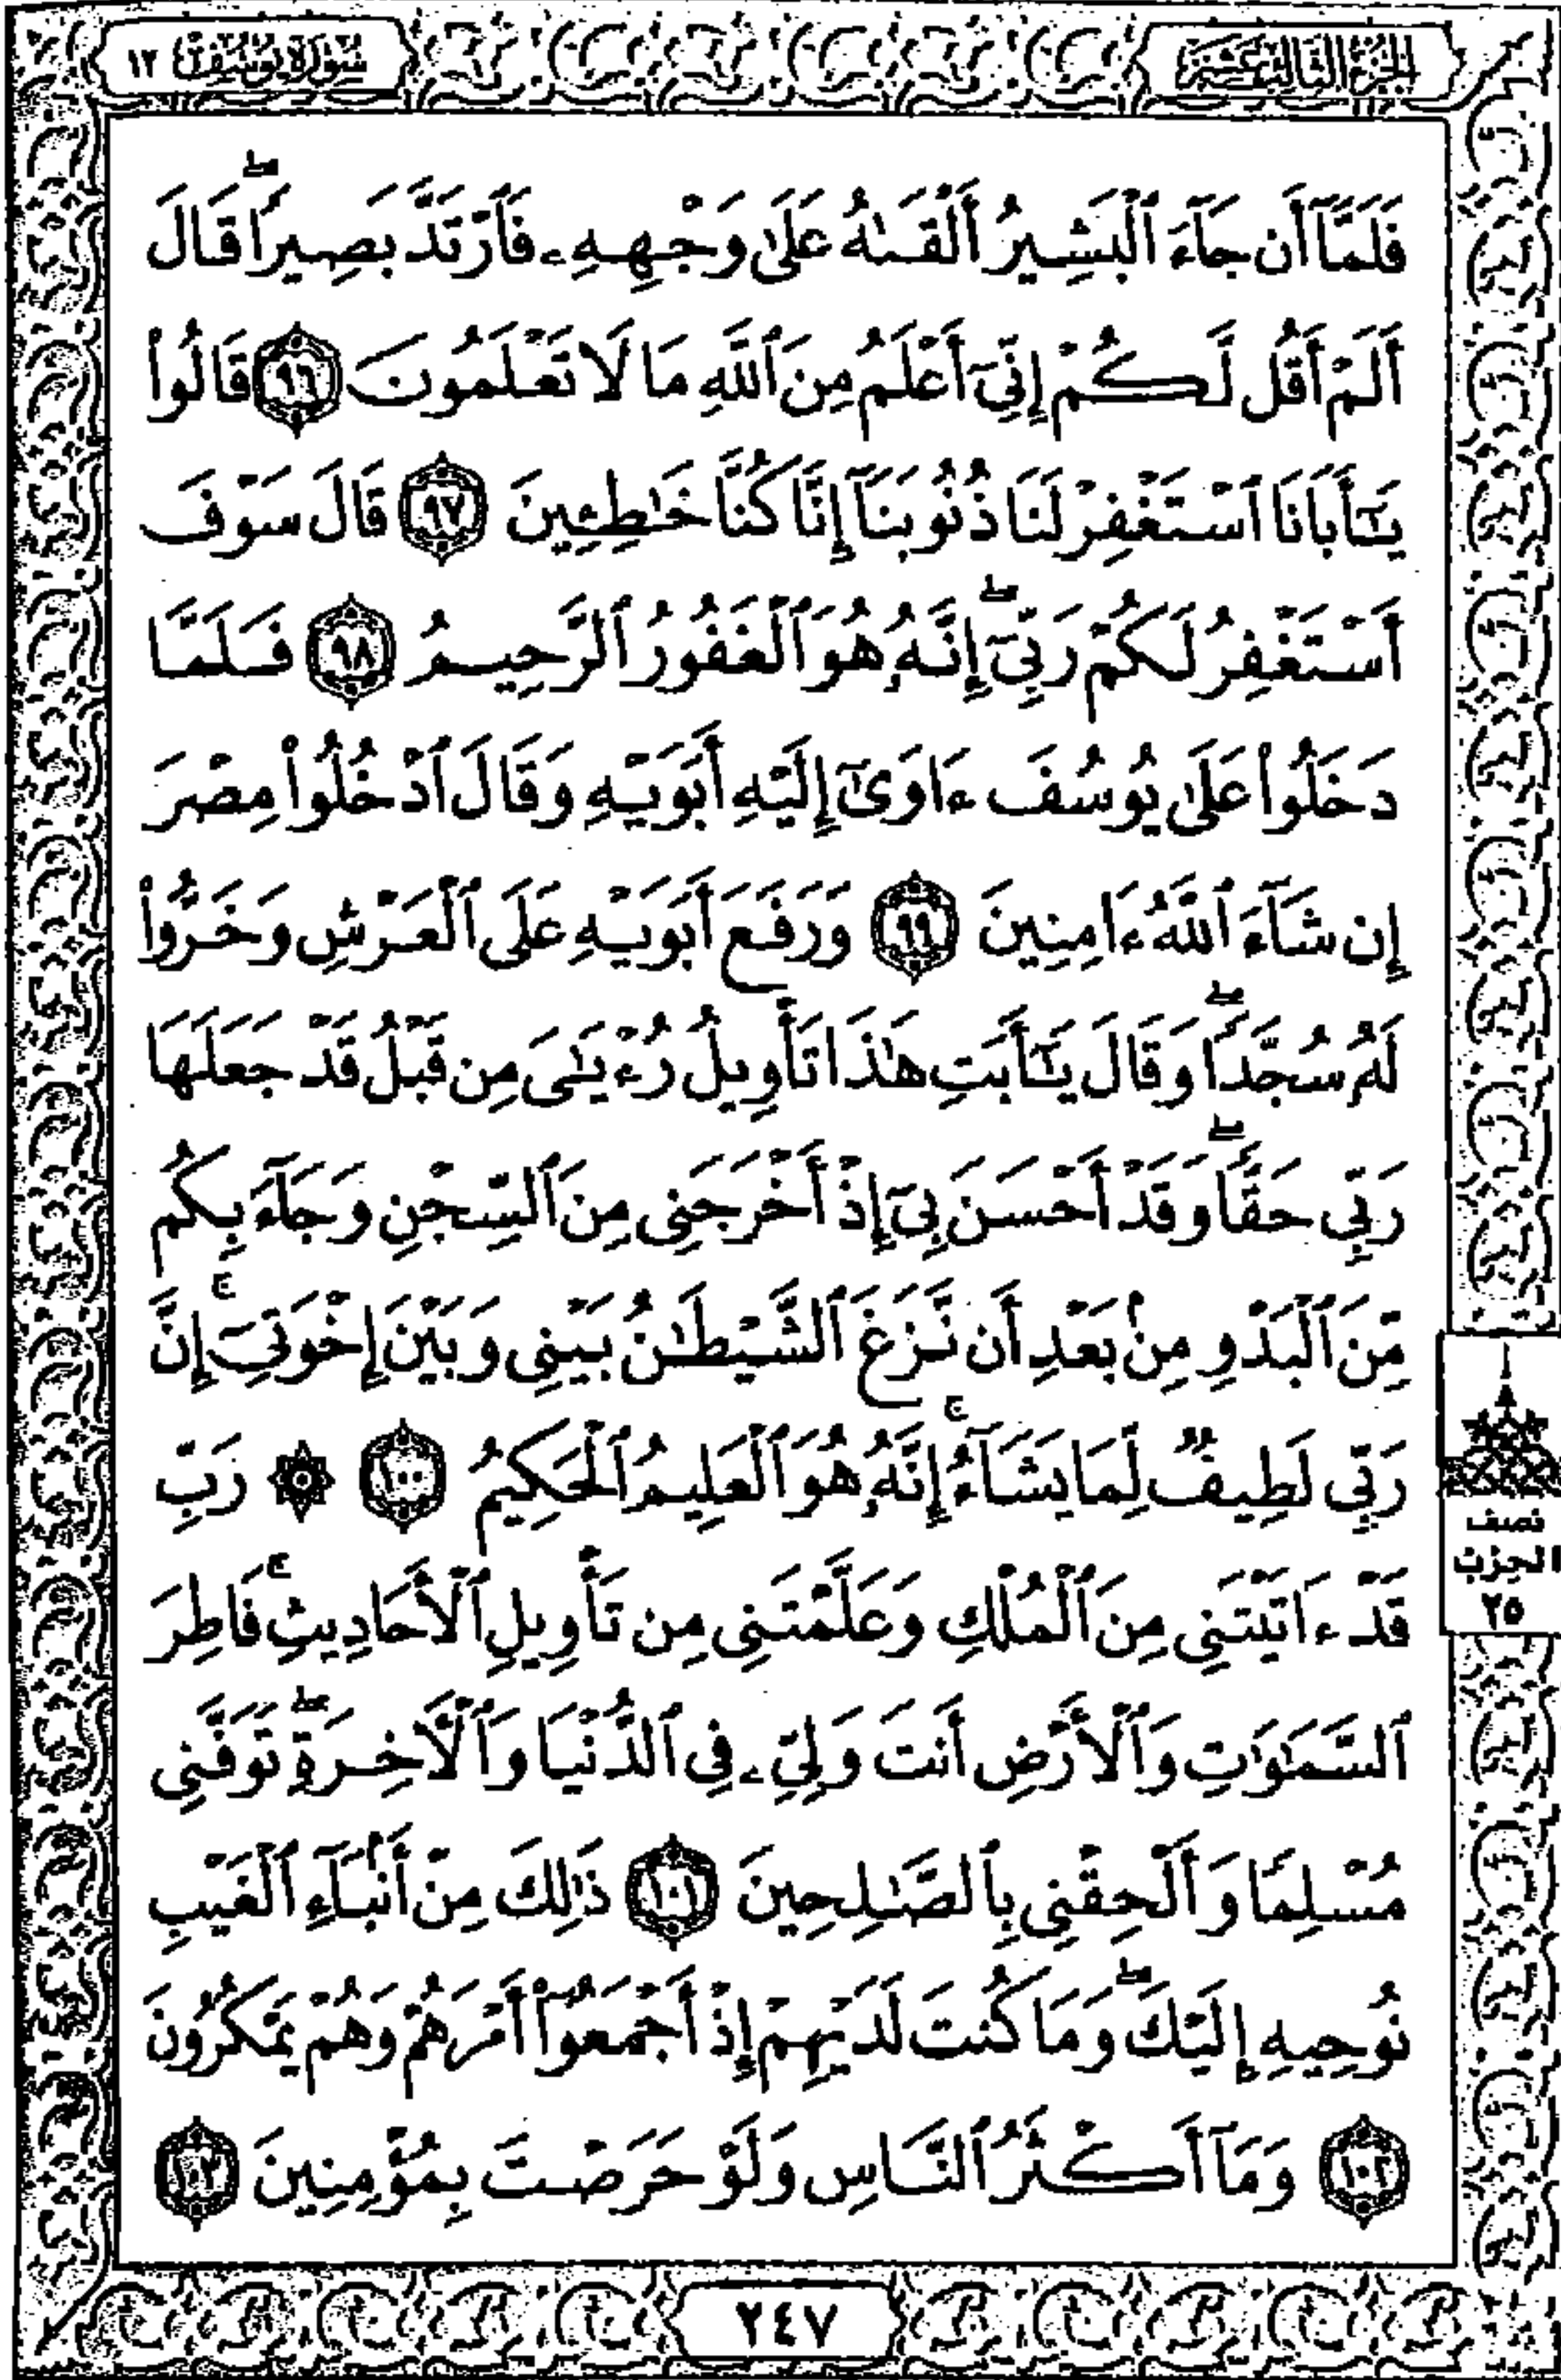 الجزء الثالث عشر
سورة يوسف ١٢
فَلَمَّآ أَن جَآءَ ٱلْبَشِيرُ أَلْقَىٰهُ عَلَىٰ وَجْهِهِۦ فَٱرْتَدَّ بَصِيرًا ۖ قَالَ
أَلَمْ أَقُل لَّكُمْ إِنِّىٓ أَعْلَمُ مِنَ ٱللَّهِ مَا لَا تَعْلَمُونَ ٩٦ قَالُوا۟
يَـٰٓأَبَانَا ٱسْتَغْفِرْ لَنَا ذُنُوبَنَآ إِنَّا كُنَّا خَـٰطِـِٔينَ ٩٧ قَالَ سَوْفَ
أَسْتَغْفِرُ لَكُمْ رَبِّىٓ ۖ إِنَّهُۥ هُوَ ٱلْغَفُورُ ٱلرَّحِيمُ ٩٨ فَلَمَّا
دَخَلُوا۟ عَلَىٰ يُوسُفَ ءَاوَىٰٓ إِلَيْهِ أَبَوَيْهِ وَقَالَ ٱدْخُلُوا۟ مِصْرَ
إِن شَآءَ ٱللَّهُ ءَامِنِينَ ٩٩ وَرَفَعَ أَبَوَيْهِ عَلَى ٱلْعَرْشِ وَخَرُّوا۟
لَهُۥ سُجَّدًا ۖ وَقَالَ يَـٰٓأَبَتِ هَـٰذَا تَأْوِيلُ رُءْيَـٰىَ مِن قَبْلُ قَدْ جَعَلَهَا
رَبِّى حَقًّا ۖ وَقَدْ أَحْسَنَ بِىٓ إِذْ أَخْرَجَنِى مِنَ ٱلسِّجْنِ وَجَآءَ بِكُم
مِّنَ ٱلْبَدْوِ مِنۢ بَعْدِ أَن نَّزَغَ ٱلشَّيْطَـٰنُ بَيْنِى وَبَيْنَ إِخْوَتِىٓ ۚ إِنَّ
رَبِّى لَطِيفٌ لِّمَا يَشَآءُ ۚ إِنَّهُۥ هُوَ ٱلْعَلِيمُ ٱلْحَكِيمُ ١٠٠ ۞ رَبِّ
نصف
الحزب
٢٥
قَدْ ءَاتَيْتَنِى مِنَ ٱلْمُلْكِ وَعَلَّمْتَنِى مِن تَأْوِيلِ ٱلْأَحَادِيثِ ۚ فَاطِرَ
ٱلسَّمَـٰوَٰتِ وَٱلْأَرْضِ أَنتَ وَلِىِّۦ فِى ٱلدُّنْيَا وَٱلْـَٔاخِرَةِ ۖ تَوَفَّنِى
مُسْلِمًا وَأَلْحِقْنِى بِٱلصَّـٰلِحِينَ ١٠١ ذَٰلِكَ مِنْ أَنۢبَآءِ ٱلْغَيْبِ
نُوحِيهِ إِلَيْكَ ۖ وَمَا كُنتَ لَدَيْهِمْ إِذْ أَجْمَعُوٓا۟ أَمْرَهُمْ وَهُمْ يَمْكُرُونَ
١٠٢ وَمَآ أَكْثَرُ ٱلنَّاسِ وَلَوْ حَرَصْتَ بِمُؤْمِنِينَ ١٠٣
٢٤٧